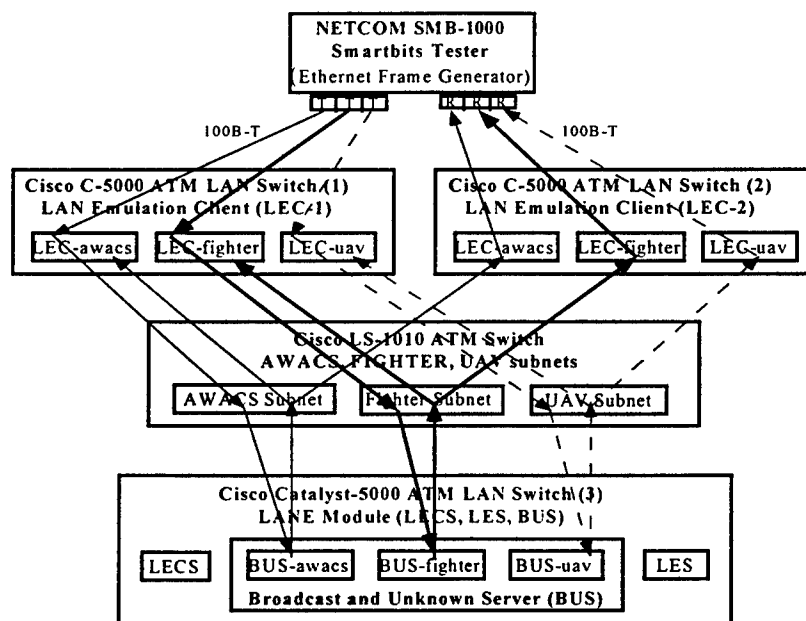 NETCOM SMB-1000
Smartbits Tester
(Ethernet Frame Generator)
T T T R R R
100B-T 100B-T
Cisco C-5000 ATM LAN Switch (1)
LAN Emulation Client (LEC-1)
LEC-awacs LEC-fighter LEC-uav
Cisco C-5000 ATM LAN Switch (2)
LAN Emulation Client (LEC-2)
LEC-awacs LEC-fighter LEC-uav
Cisco LS-1010 ATM Switch
AWACS, FIGHTER, UAV subnets
AWACS Subnet Fighter Subnet UAV Subnet
Cisco Catalyst-5000 ATM LAN Switch (3)
LANE Module (LECS, LES, BUS)
LECS BUS-awacs BUS-fighter BUS-uav LES
Broadcast and Unknown Server (BUS)